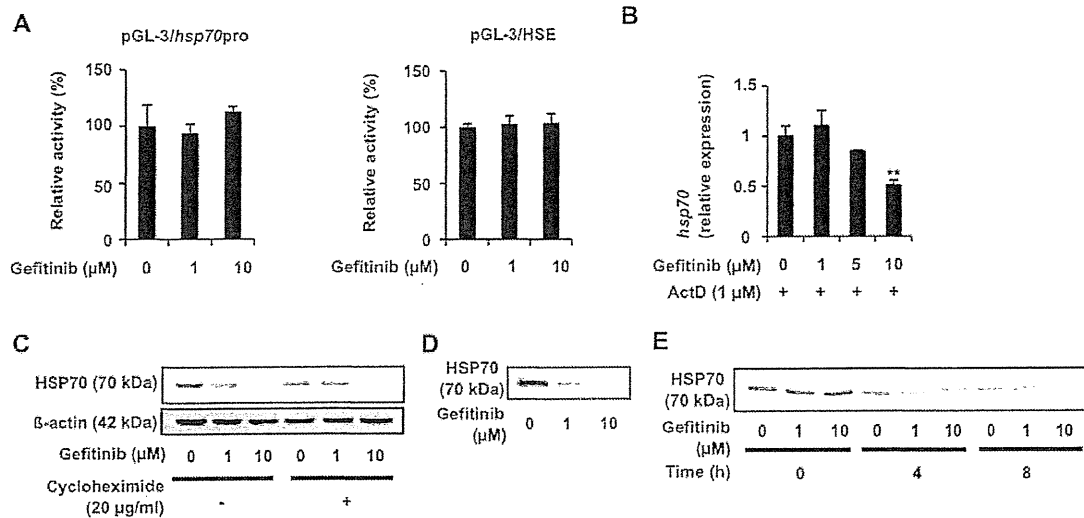 A
pGL-3/hsp70pro
Relative activity (%)
150
100
50
0
Gefitinib (µM) 0 1 10
pGL-3/HSE
Relative activity (%)
150
100
50
0
Gefitinib (µM) 0 1 10
B
hsp70
(relative expression)
1.5
1
0.5
0
**
Gefitinib (µM) 0 1 5 10
ActD (1 µM) + + + +
C
HSP70 (70 kDa)
ß-actin (42 kDa)
Gefitinib (µM) 0 1 10 0 1 10
Cycloheximide
(20 µg/ml) - +
D
HSP70
(70 kDa)
Gefitinib
(µM) 0 1 10
E
HSP70
(70 kDa)
Gefitinib
(µM) 0 1 10 0 1 10 0 1 10
Time (h) 0 4 8